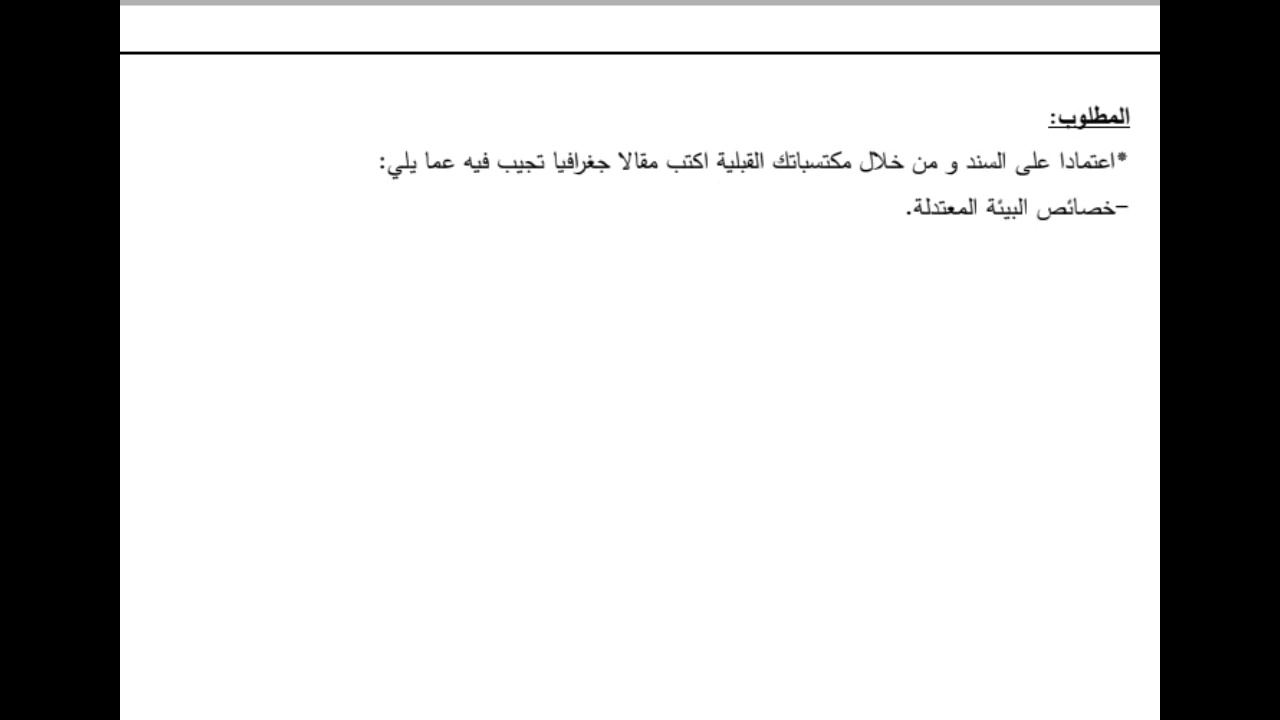 المطلوب:
*اعتمادا على السند و من خلال مكتسباتك القبلية اكتب مقالا جغرافيا تجيب فيه عما يلي:
-خصائص البيئة المعتدلة.